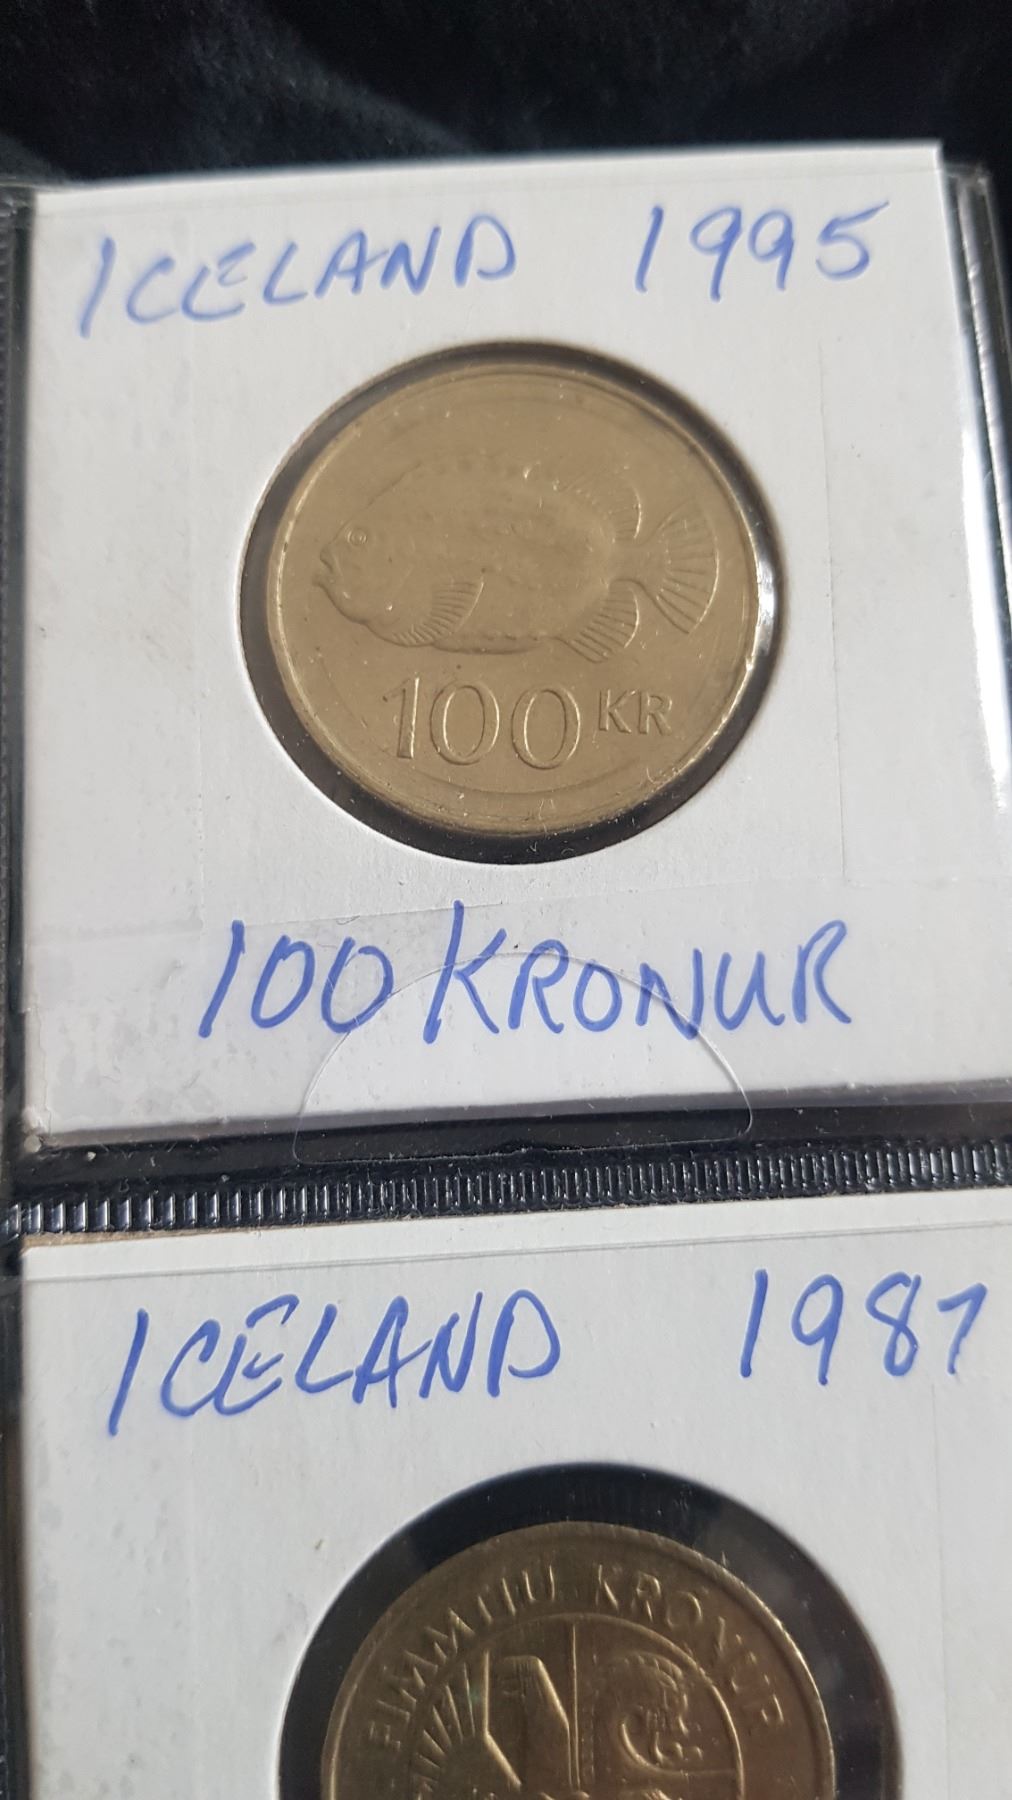 ICELAND 1995
100 KR
100 KRONUR
ICELAND 1987
FIMMTIU KRONUR